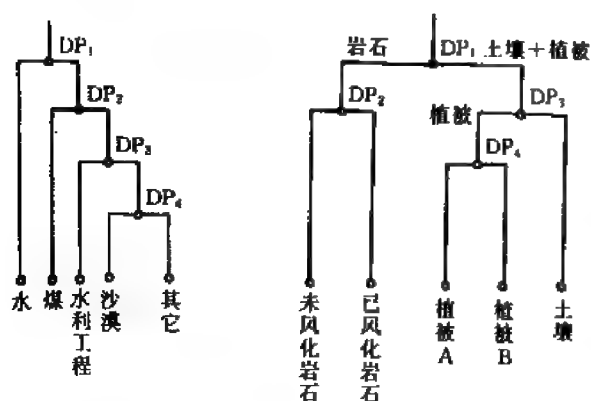 DP₁
DP₂
DP₃
DP₄
水
煤
水利工程
沙漠
其它
岩石
DP₁
土壤+植被
DP₂
DP₃
植被
DP₄
未风化岩石
已风化岩石
植被A
植被B
土壤